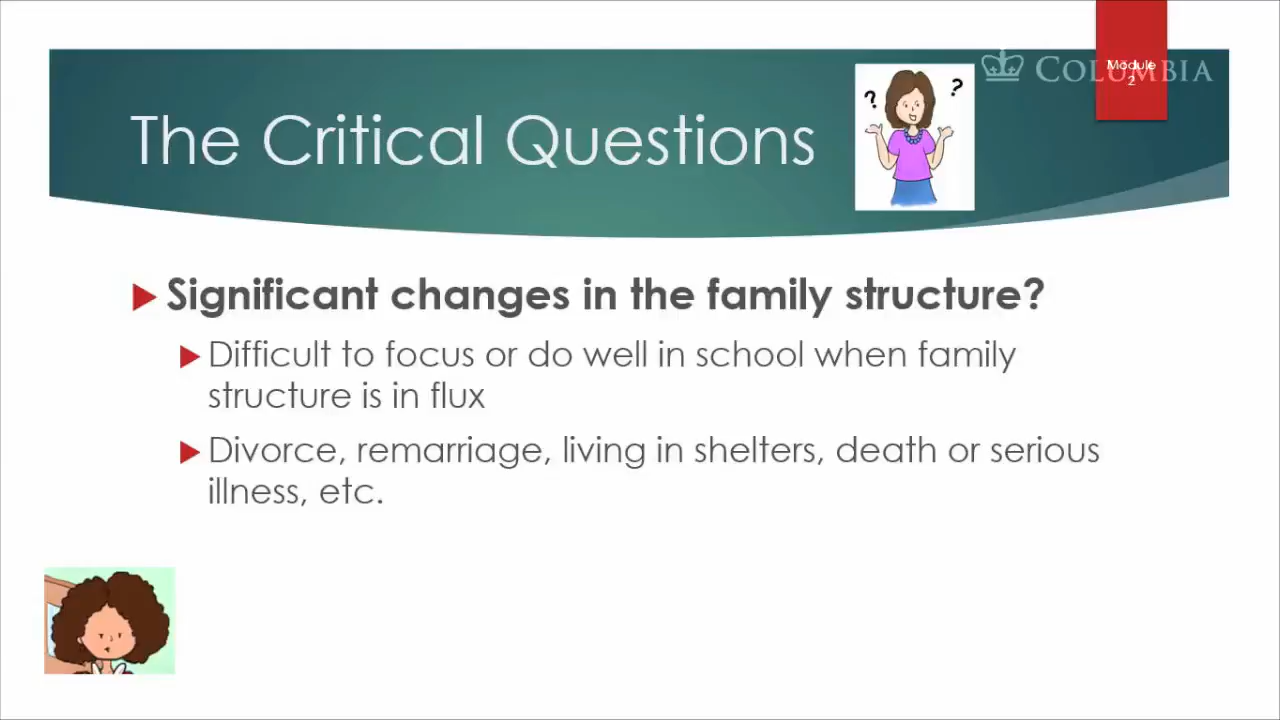 COLUMBIA
Module
2
The Critical Questions
? ?
Significant changes in the family structure?
Difficult to focus or do well in school when family
structure is in flux
Divorce, remarriage, living in shelters, death or serious
illness, etc.